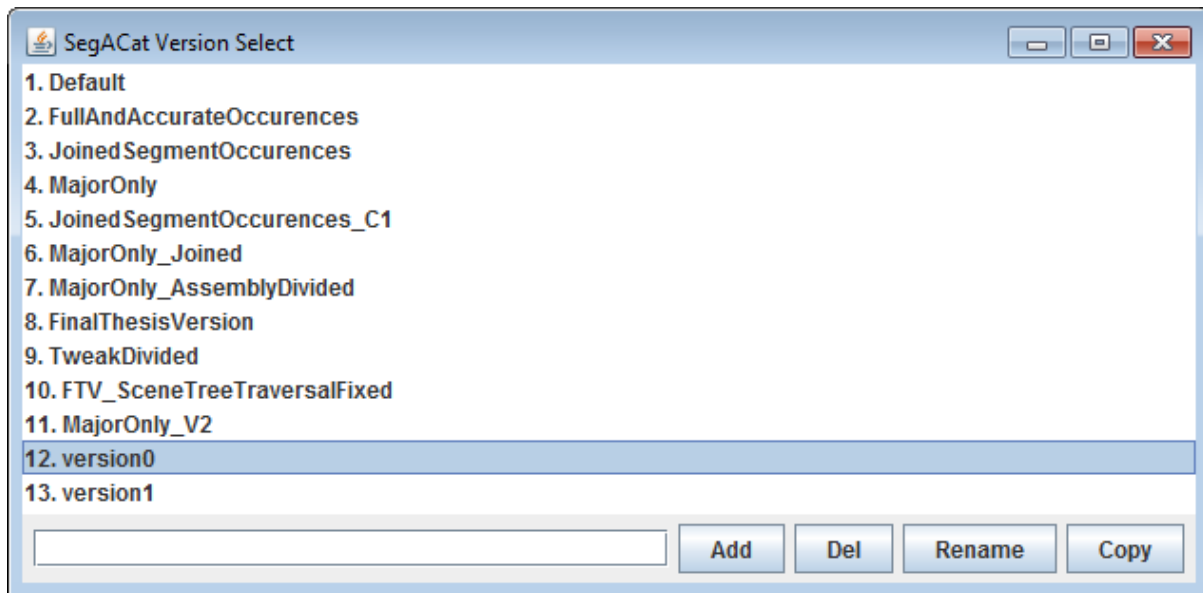 SegACat Version Select
1. Default
2. FullAndAccurateOccurences
3. JoinedSegmentOccurences
4. MajorOnly
5. JoinedSegmentOccurences_C1
6. MajorOnly_Joined
7. MajorOnly_AssemblyDivided
8. FinalThesisVersion
9. TweakDivided
10. FTV_SceneTreeTraversalFixed
11. MajorOnly_V2
12. version0
13. version1
Add Del Rename Copy